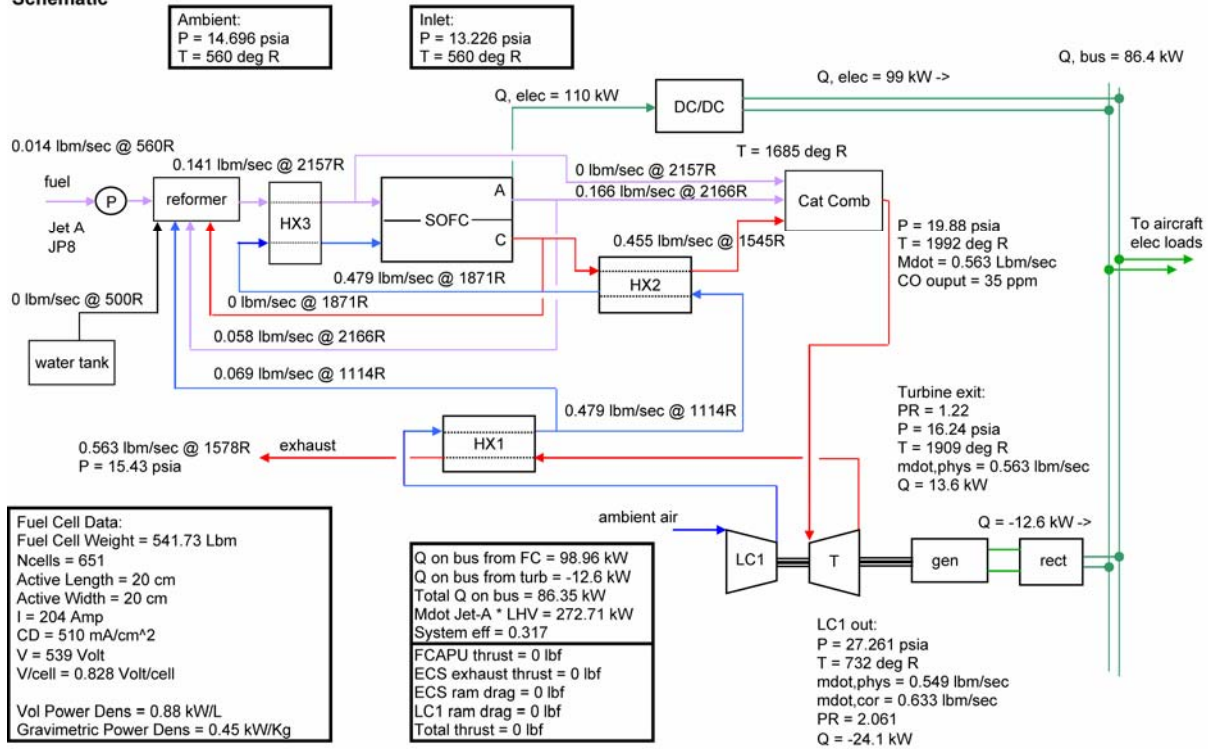 Schematic
Ambient:
P = 14.696 psia
T = 560 deg R
Inlet:
P = 13.226 psia
T = 560 deg R
Q, bus = 86.4 kW
Q, elec = 99 kW ->
Q, elec = 110 kW
DC/DC
0.014 lbm/sec @ 560R
0.141 lbm/sec @ 2157R
T = 1685 deg R
0 lbm/sec @ 2157R
0.166 lbm/sec @ 2166R
fuel
P
reformer
Jet A
JP8
HX3
A
SOFC
C
Cat Comb
0.455 lbm/sec @ 1545R
P = 19.88 psia
T = 1992 deg R
Mdot = 0.563 Lbm/sec
CO ouput = 35 ppm
To aircraft
elec loads
0.479 lbm/sec @ 1871R
HX2
0 lbm/sec @ 500R
0 lbm/sec @ 1871R
0.058 lbm/sec @ 2166R
water tank
0.069 lbm/sec @ 1114R
0.479 lbm/sec @ 1114R
Turbine exit:
PR = 1.22
P = 16.24 psia
T = 1909 deg R
mdot,phys = 0.563 lbm/sec
Q = 13.6 kW
0.563 lbm/sec @ 1578R
P = 15.43 psia
exhaust
HX1
ambient air
LC1
T
gen
rect
Q = -12.6 kW ->
Fuel Cell Data:
Fuel Cell Weight = 541.73 Lbm
Ncells = 651
Active Length = 20 cm
Active Width = 20 cm
I = 204 Amp
CD = 510 mA/cm^2
V = 539 Volt
V/cell = 0.828 Volt/cell
Vol Power Dens = 0.88 kW/L
Gravimetric Power Dens = 0.45 kW/Kg
Q on bus from FC = 98.96 kW
Q on bus from turb = -12.6 kW
Total Q on bus = 86.35 kW
Mdot Jet-A * LHV = 272.71 kW
System eff = 0.317
FCAPU thrust = 0 lbf
ECS exhaust thrust = 0 lbf
ECS ram drag = 0 lbf
LC1 ram drag = 0 lbf
Total thrust = 0 lbf
LC1 out:
P = 27.261 psia
T = 732 deg R
mdot,phys = 0.549 lbm/sec
mdot,cor = 0.633 lbm/sec
PR = 2.061
Q = -24.1 kW